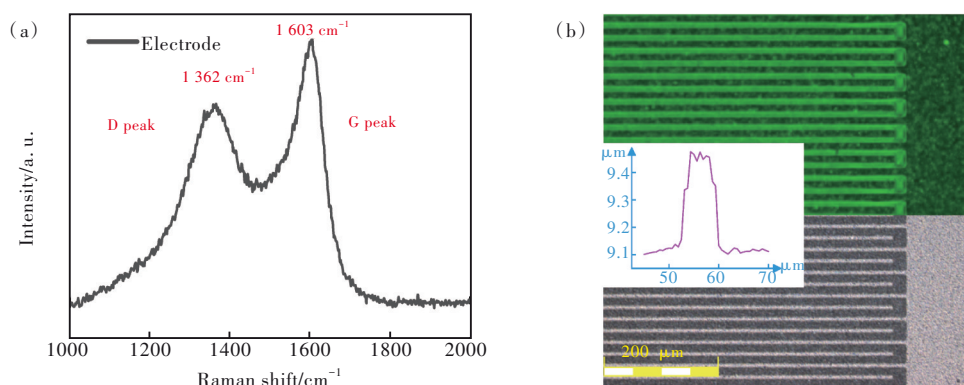 (a)
Electrode
1 603 cm⁻¹
1 362 cm⁻¹
D peak
G peak
Intensity/a. u.
1000
1200
1400
1600
1800
2000
Raman shift/cm⁻¹
(b)
μm
9.4
9.3
9.2
9.1
50
60
70
μm
200 μm